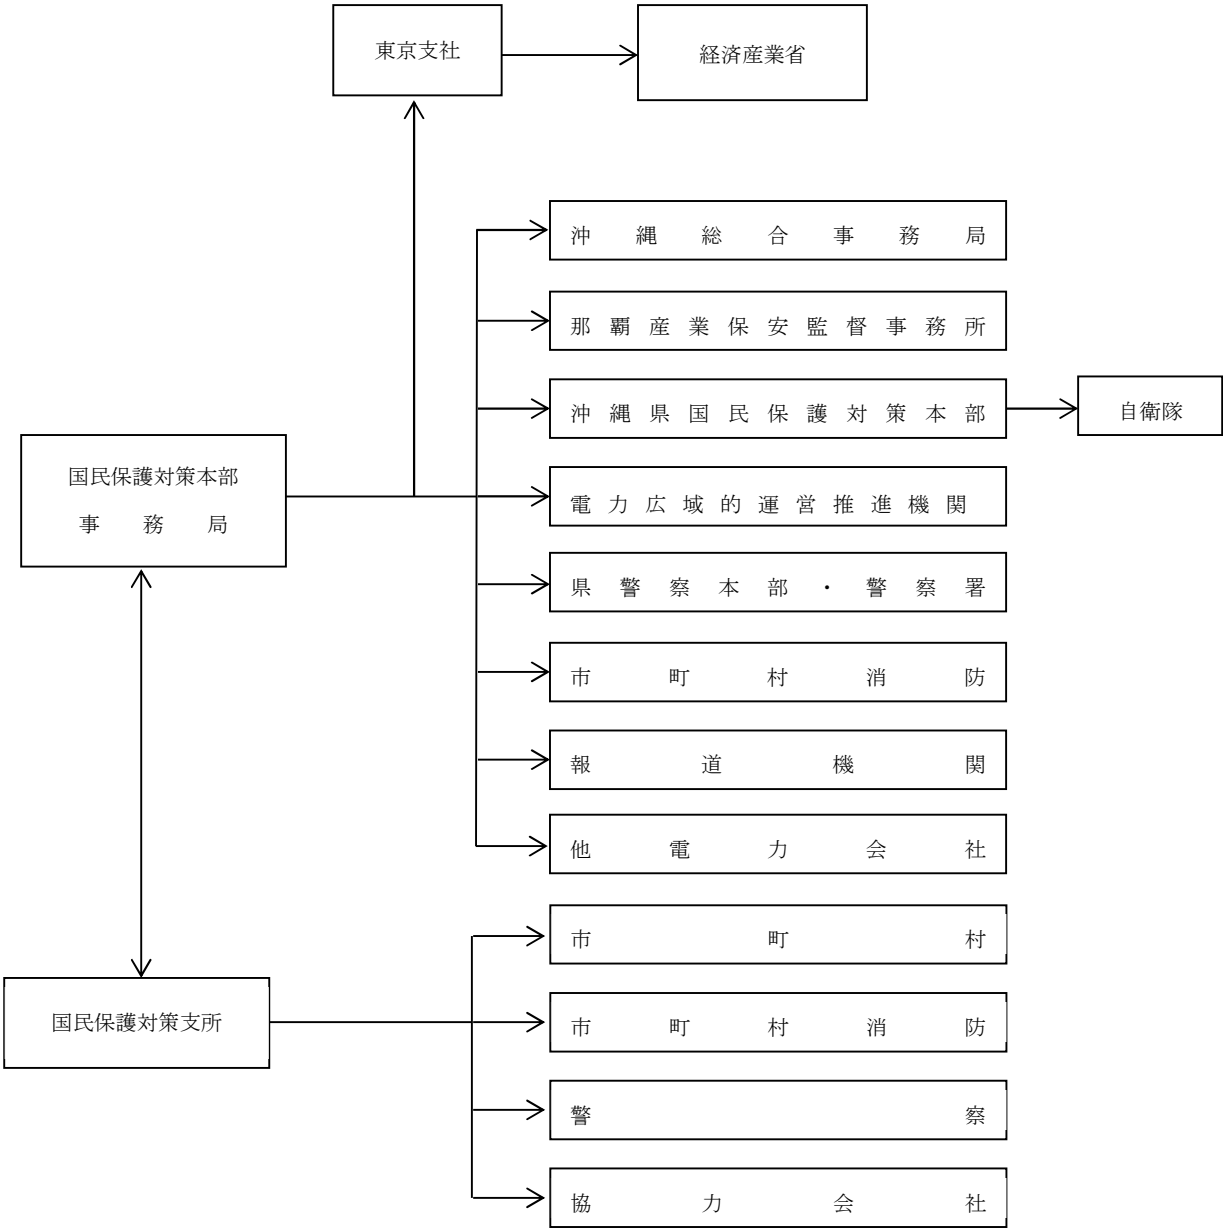 東京支社
経済産業省
沖縄総合事務局
那覇産業保安監督事務所
沖縄県国民保護対策本部
自衛隊
国民保護対策本部
事務局
電力広域的運営推進機関
県警察本部・警察署
市町村消防
報道機関
他電力会社
市町村
国民保護対策支所
市町村消防
警察
協力会社